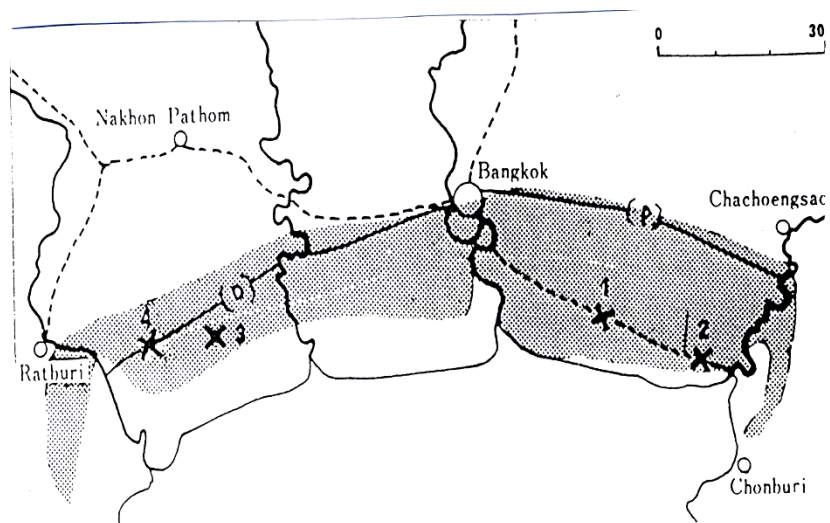 0 30
Nakhon Pathom
Bangkok
Chachoengsao
(P)
(D)
1
2
3
4
Ratburi
Chonburi